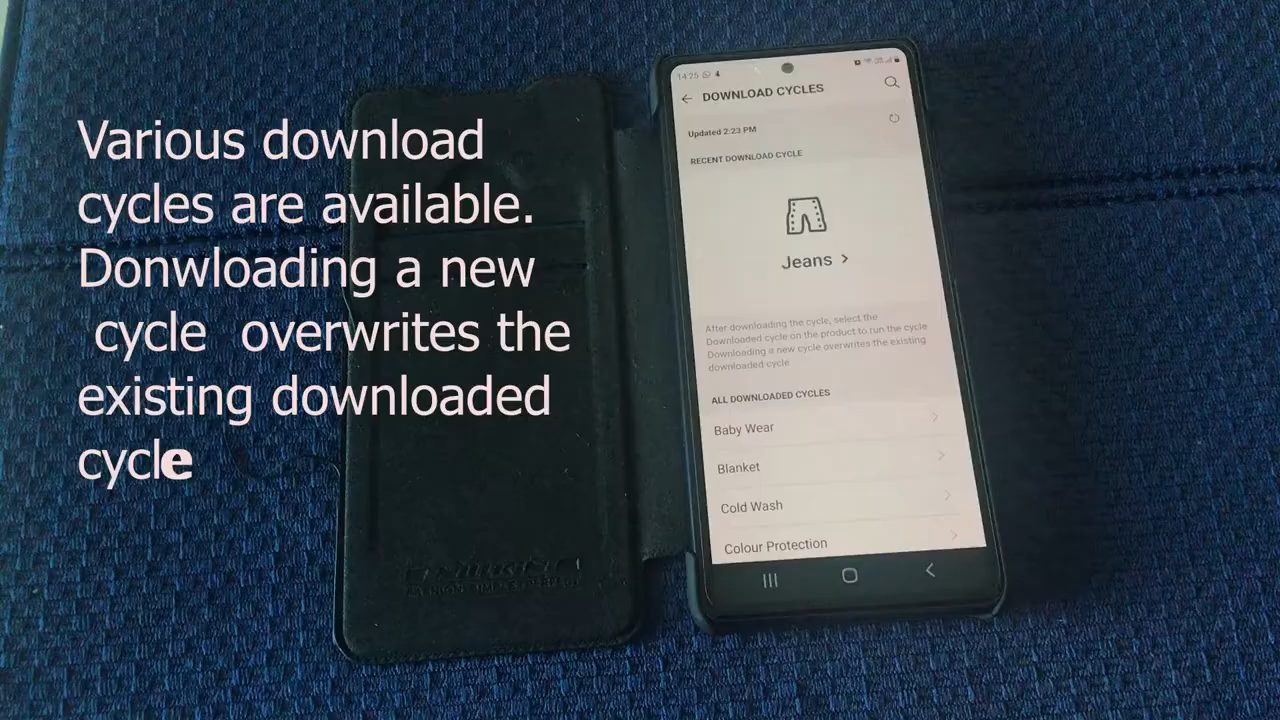 Various download
cycles are available.
Donwloading a new
cycle overwrites the
existing downloaded
cycle
14:25
DOWNLOAD CYCLES
Updated 2:23 PM
RECENT DOWNLOAD CYCLE
Jeans >
After downloading the cycle, select the
Downloaded cycle on the product to run the cycle
Downloading a new cycle overwrites the existing
downloaded cycle
ALL DOWNLOADED CYCLES
Baby Wear
Blanket
Cold Wash
Colour Protection